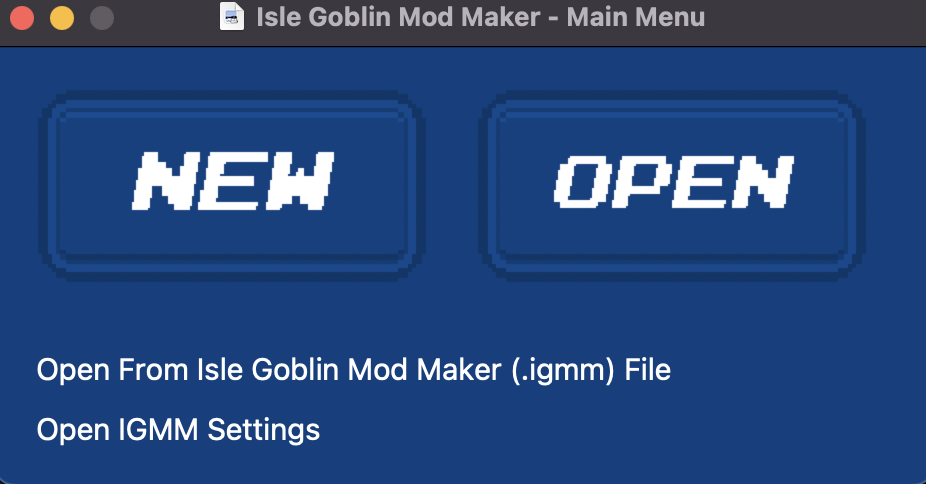 Isle Goblin Mod Maker - Main Menu
NEW
OPEN
Open From Isle Goblin Mod Maker (.igmm) File
Open IGMM Settings